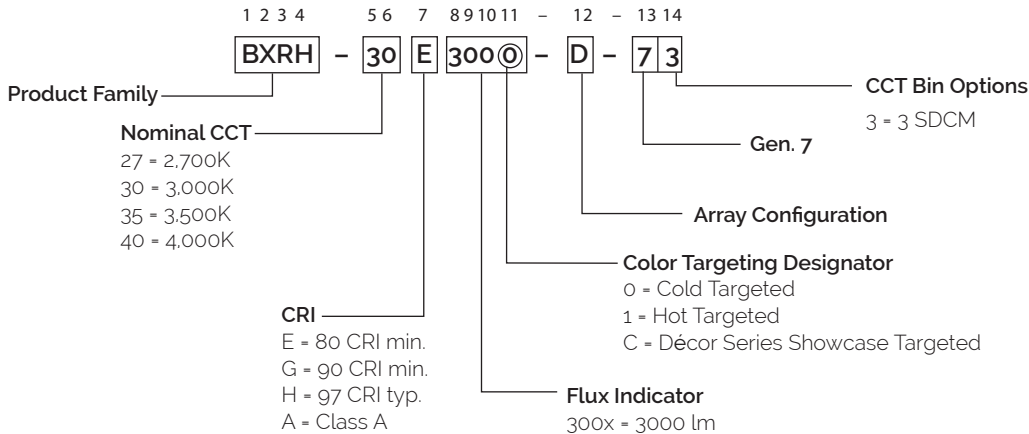 1 2 3 4 5 6 7 8 9 10 11 – 12 – 13 14
BXRH – 30 E 3000 – D – 7 3
Product Family
CCT Bin Options
3 = 3 SDCM
Nominal CCT
27 = 2,700K
30 = 3,000K
35 = 3,500K
40 = 4,000K
Gen. 7
Array Configuration
Color Targeting Designator
0 = Cold Targeted
1 = Hot Targeted
C = Décor Series Showcase Targeted
CRI
E = 80 CRI min.
G = 90 CRI min.
H = 97 CRI typ.
A = Class A
Flux Indicator
300x = 3000 lm